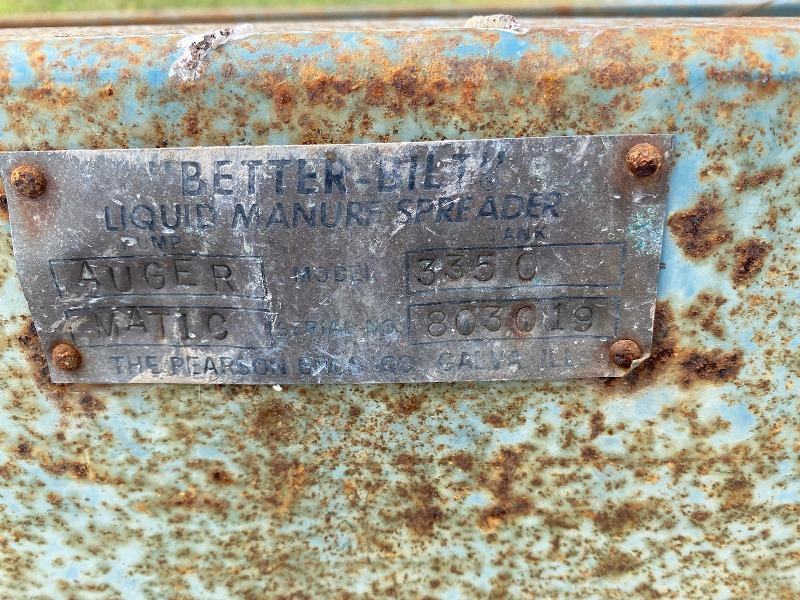 "BETTER-BILT"®
LIQUID MANURE SPREADER
PUMP TANK
AUGER MODEL 3350
MATIC SERIAL NO. 803019
THE PEARSON BROS. CO. GALVA ILL.